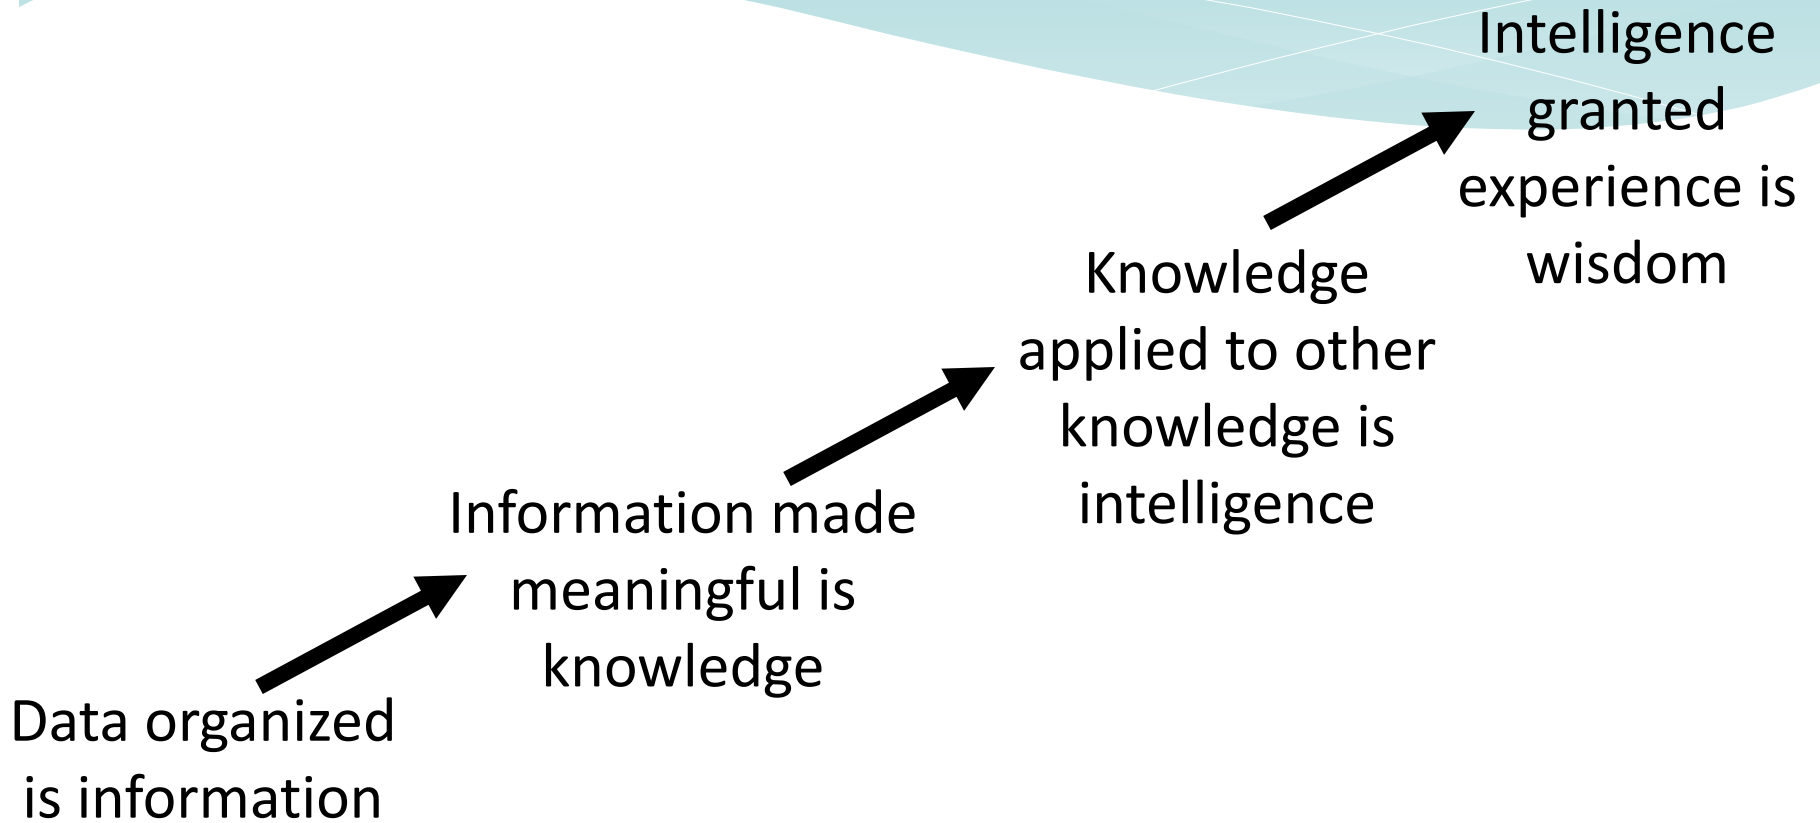 Intelligence
granted
experience is
wisdom
Knowledge
applied to other
knowledge is
intelligence
Information made
meaningful is
knowledge
Data organized
is information